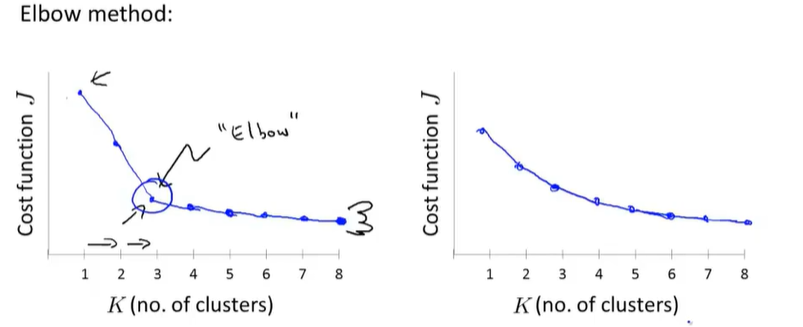 Elbow method:
Cost function J
"Elbow"
1 2 3 4 5 6 7 8
K (no. of clusters)
Cost function J
1 2 3 4 5 6 7 8
K (no. of clusters)